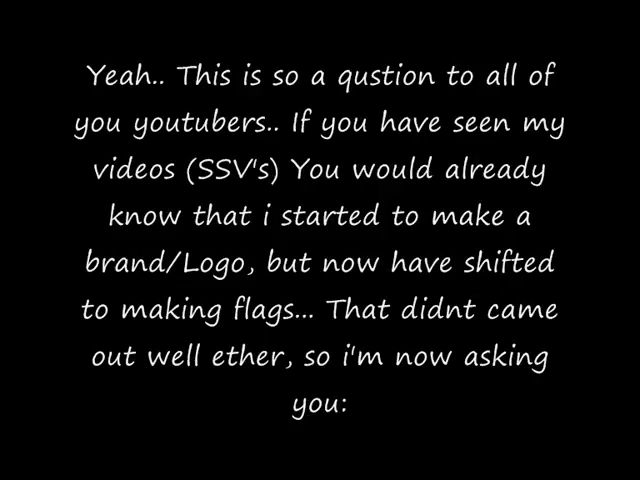 Yeah.. This is so a qustion to all of
you youtubers.. If you have seen my
videos (SSV's) You would already
know that i started to make a
brand/Logo, but now have shifted
to making flags... That didnt came
out well ether, so i'm now asking
you: